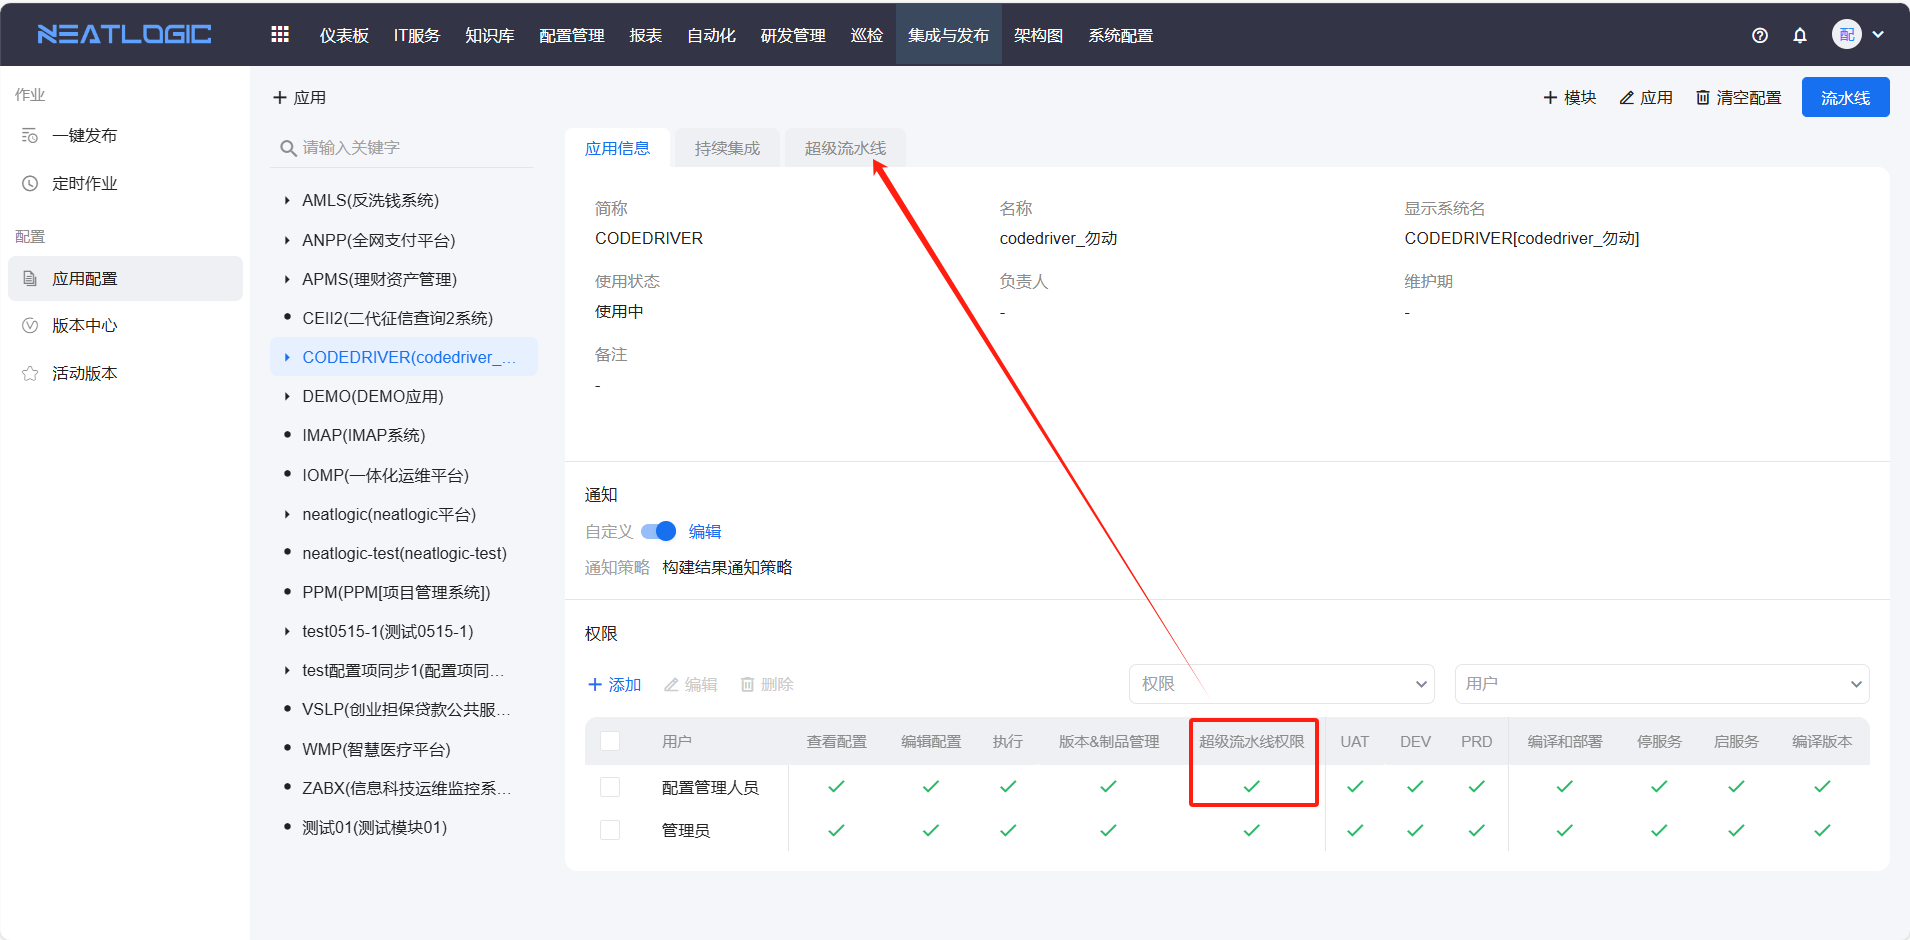 NEATLOGIC
仪表板 IT服务 知识库 配置管理 报表 自动化 研发管理 巡检 集成与发布 架构图 系统配置
配
作业
一键发布
定时作业
配置
应用配置
版本中心
活动版本
应用
请输入关键字
AMLS(反洗钱系统)
ANPP(全网支付平台)
APMS(理财资产管理)
CEII2(二代征信查询2系统)
CODEDRIVER(codedriver_...
DEMO(DEMO应用)
IMAP(IMAP系统)
IOMP(一体化运维平台)
neatlogic(neatlogic平台)
neatlogic-test(neatlogic-test)
PPM(PPM[项目管理系统])
test0515-1(测试0515-1)
test配置项同步1(配置项同...
VSLP(创业担保贷款公共服...
WMP(智慧医疗平台)
ZABX(信息科技运维监控系...
测试01(测试模块01)
模块 应用 清空配置 流水线
应用信息 持续集成 超级流水线
简称 名称 显示系统名
CODEDRIVER codedriver_勿动 CODEDRIVER[codedriver_勿动]
使用状态 负责人 维护期
使用中 - -
备注
-
通知
自定义 编辑
通知策略 构建结果通知策略
权限
添加 编辑 删除 权限 用户
用户 查看配置 编辑配置 执行 版本&制品管理 超级流水线权限 UAT DEV PRD 编译和部署 停服务 启服务 编译版本
配置管理人员
管理员